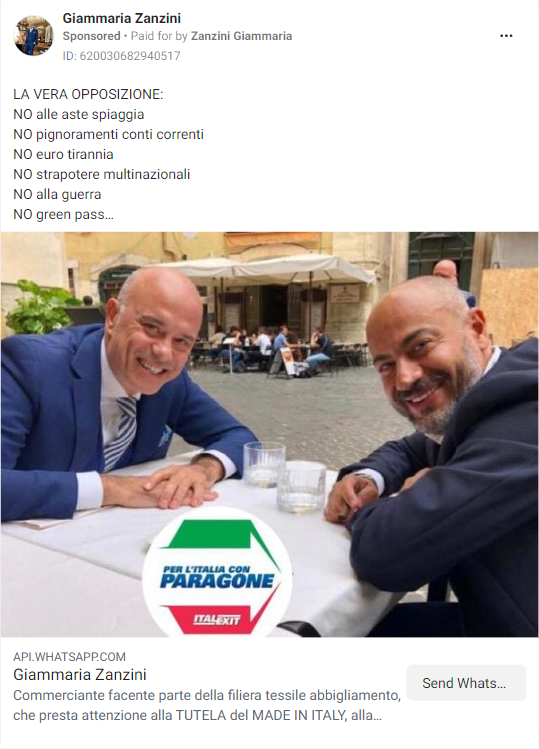 Giammaria Zanzini
Sponsored • Paid for by Zanzini Giammaria
ID: 620030682940517
LA VERA OPPOSIZIONE:
NO alle aste spiaggia
NO pignoramenti conti correnti
NO euro tirannia
NO strapotere multinazionali
NO alla guerra
NO green pass...
PER L'ITALIA CON
PARAGONE
ITALEXIT
API.WHATSAPP.COM
Giammaria Zanzini
Commerciante facente parte della filiera tessile abbigliamento,
che presta attenzione alla TUTELA del MADE IN ITALY, alla...
Send Whats...